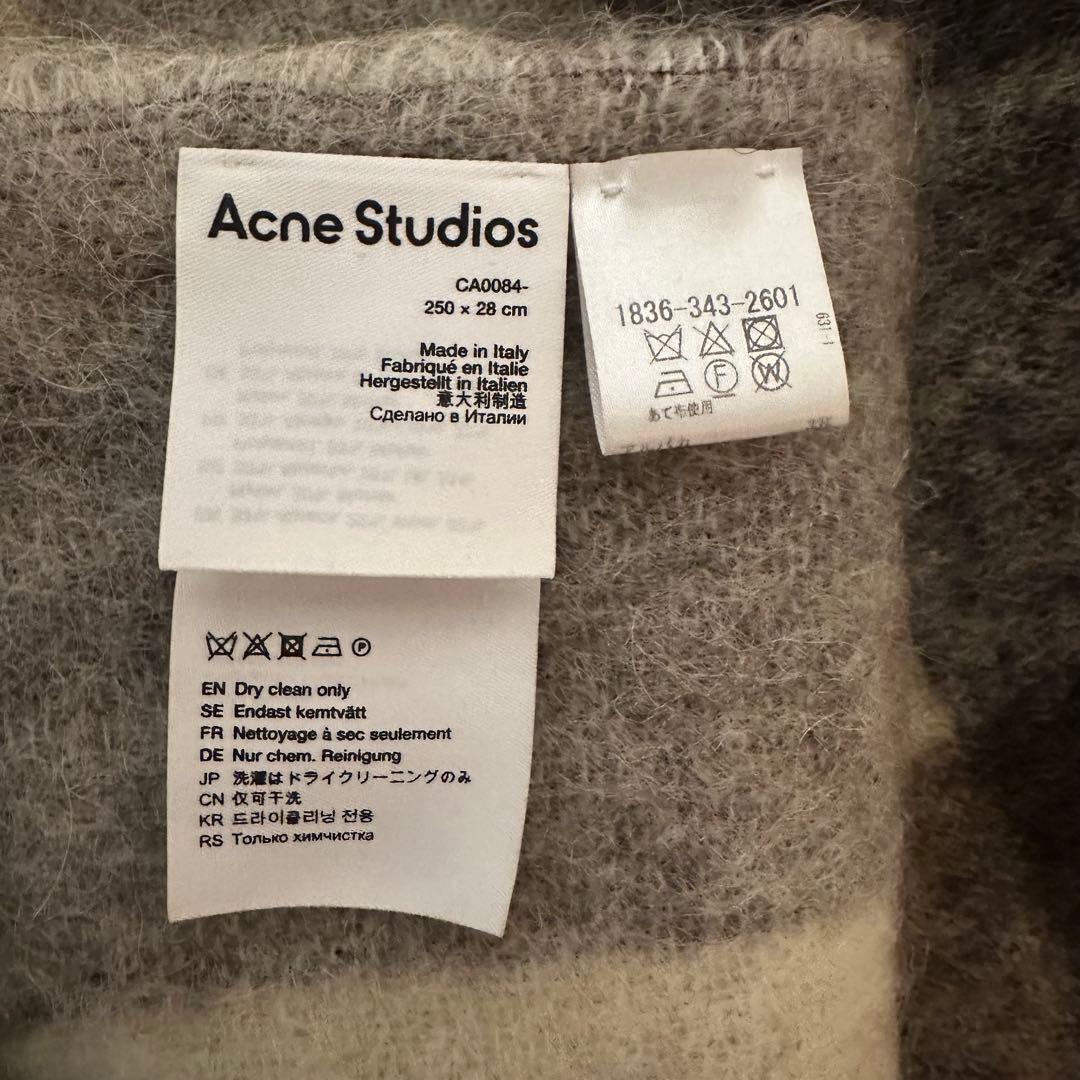 Acne Studios
CA0084-
250 × 28 cm
Made in Italy
Fabriqué en Italie
Hergestellt in Italien
意大利制造
Сделано в Италии
1836-343-2601
631-1
F
W
あて布使用
P
EN Dry clean only
SE Endast kemtvätt
FR Nettoyage à sec seulement
DE Nur chem. Reinigung
JP 洗濯はドライクリーニングのみ
CN 仅可干洗
KR 드라이클리닝 전용
RS Только химчистка